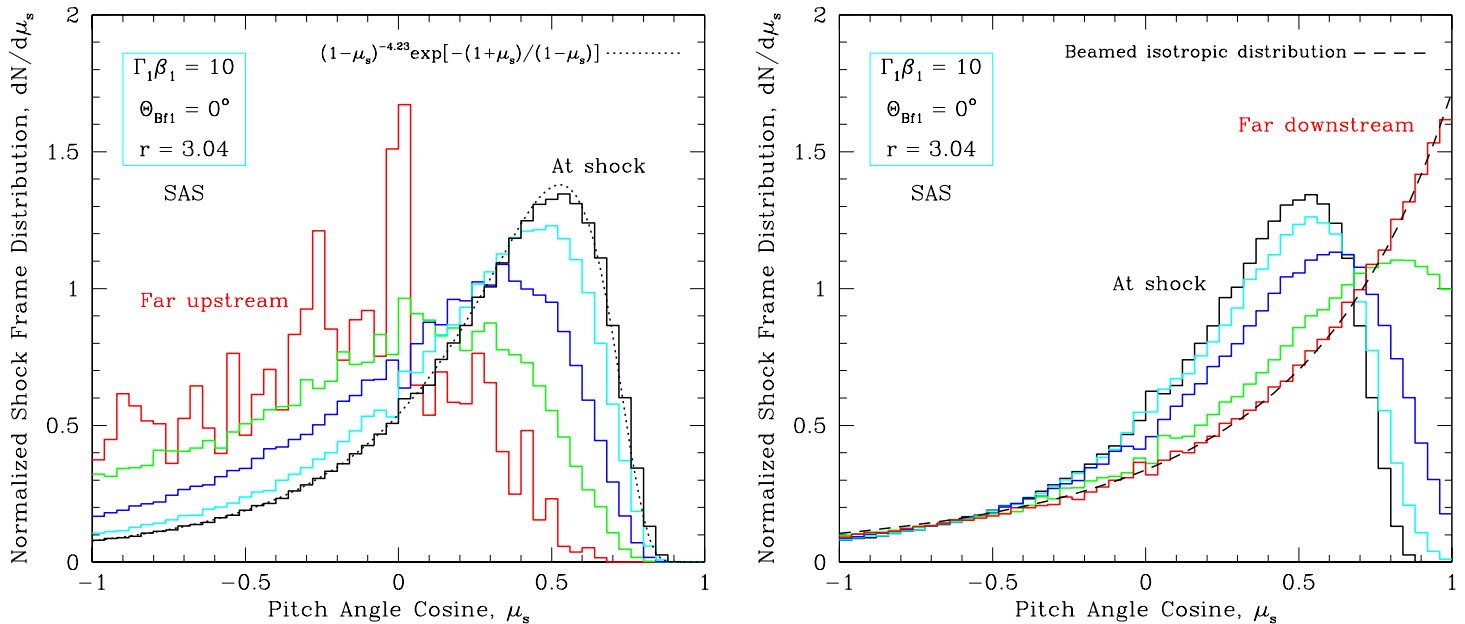 Normalized Shock Frame Distribution, dN/dμₛ
2
1.5
1
0.5
0
(1−μₛ)^−4.23 exp[−(1+μₛ)/(1−μₛ)]
Γ₁β₁ = 10
Θ_Bf1 = 0°
r = 3.04
SAS
At shock
Far upstream
−1
−0.5
0
0.5
1
Pitch Angle Cosine, μₛ
Normalized Shock Frame Distribution, dN/dμₛ
2
1.5
1
0.5
0
Beamed isotropic distribution
Γ₁β₁ = 10
Θ_Bf1 = 0°
r = 3.04
SAS
Far downstream
At shock
−1
−0.5
0
0.5
1
Pitch Angle Cosine, μₛ